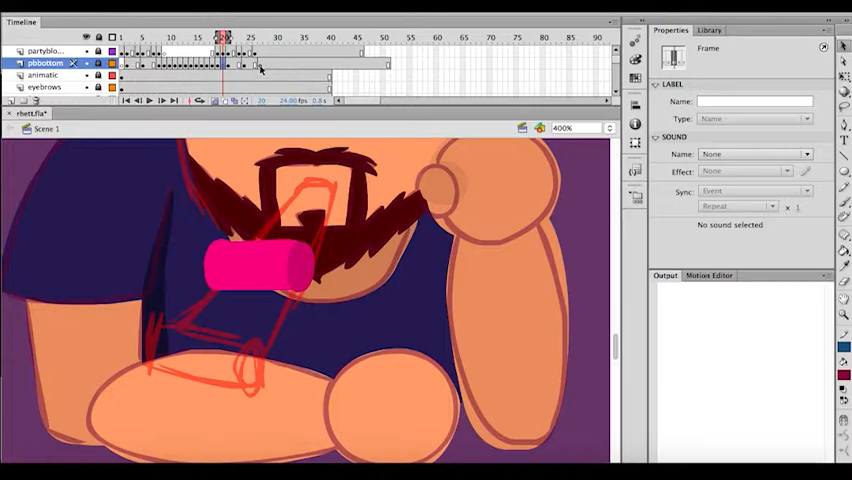 Timeline
1 5 10 15 20 25 30 35 40 45 50 55 60 65 70 75 80
partyblo...
pbbottom
animatic
eyebrows
20 24.00 fps 0.8 s
rhett.fla*
Scene 1
400%
Properties Library
Frame
LABEL
Name:
Type: Name
SOUND
Name: None
Effect: None
Sync: Event
Repeat x 1
No sound selected
Output Motion Editor